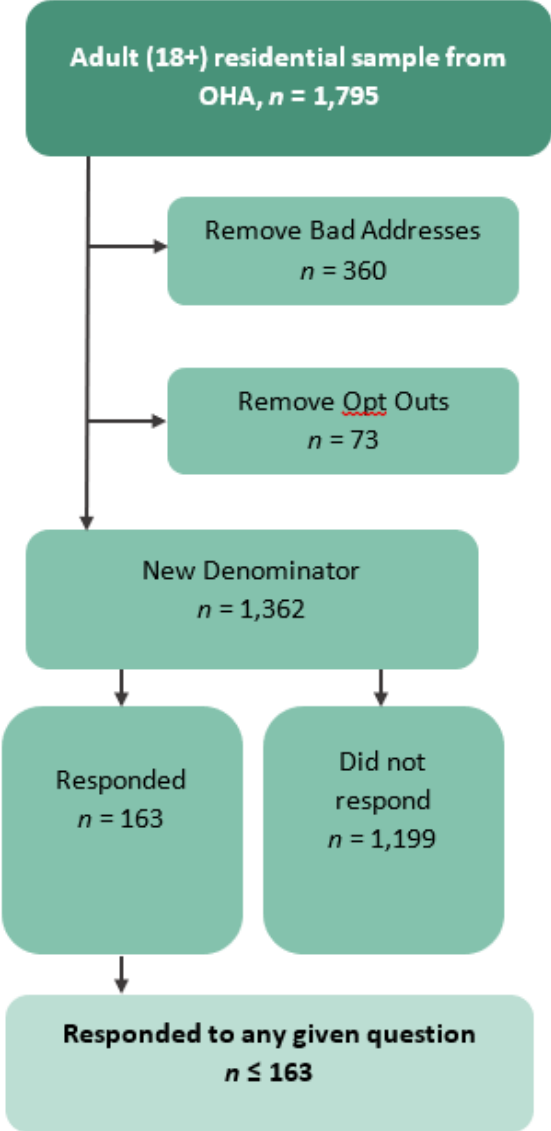 Adult (18+) residential sample from
OHA, n = 1,795
Remove Bad Addresses
n = 360
Remove Opt Outs
n = 73
New Denominator
n = 1,362
Responded
n = 163
Did not
respond
n = 1,199
Responded to any given question
n ≤ 163